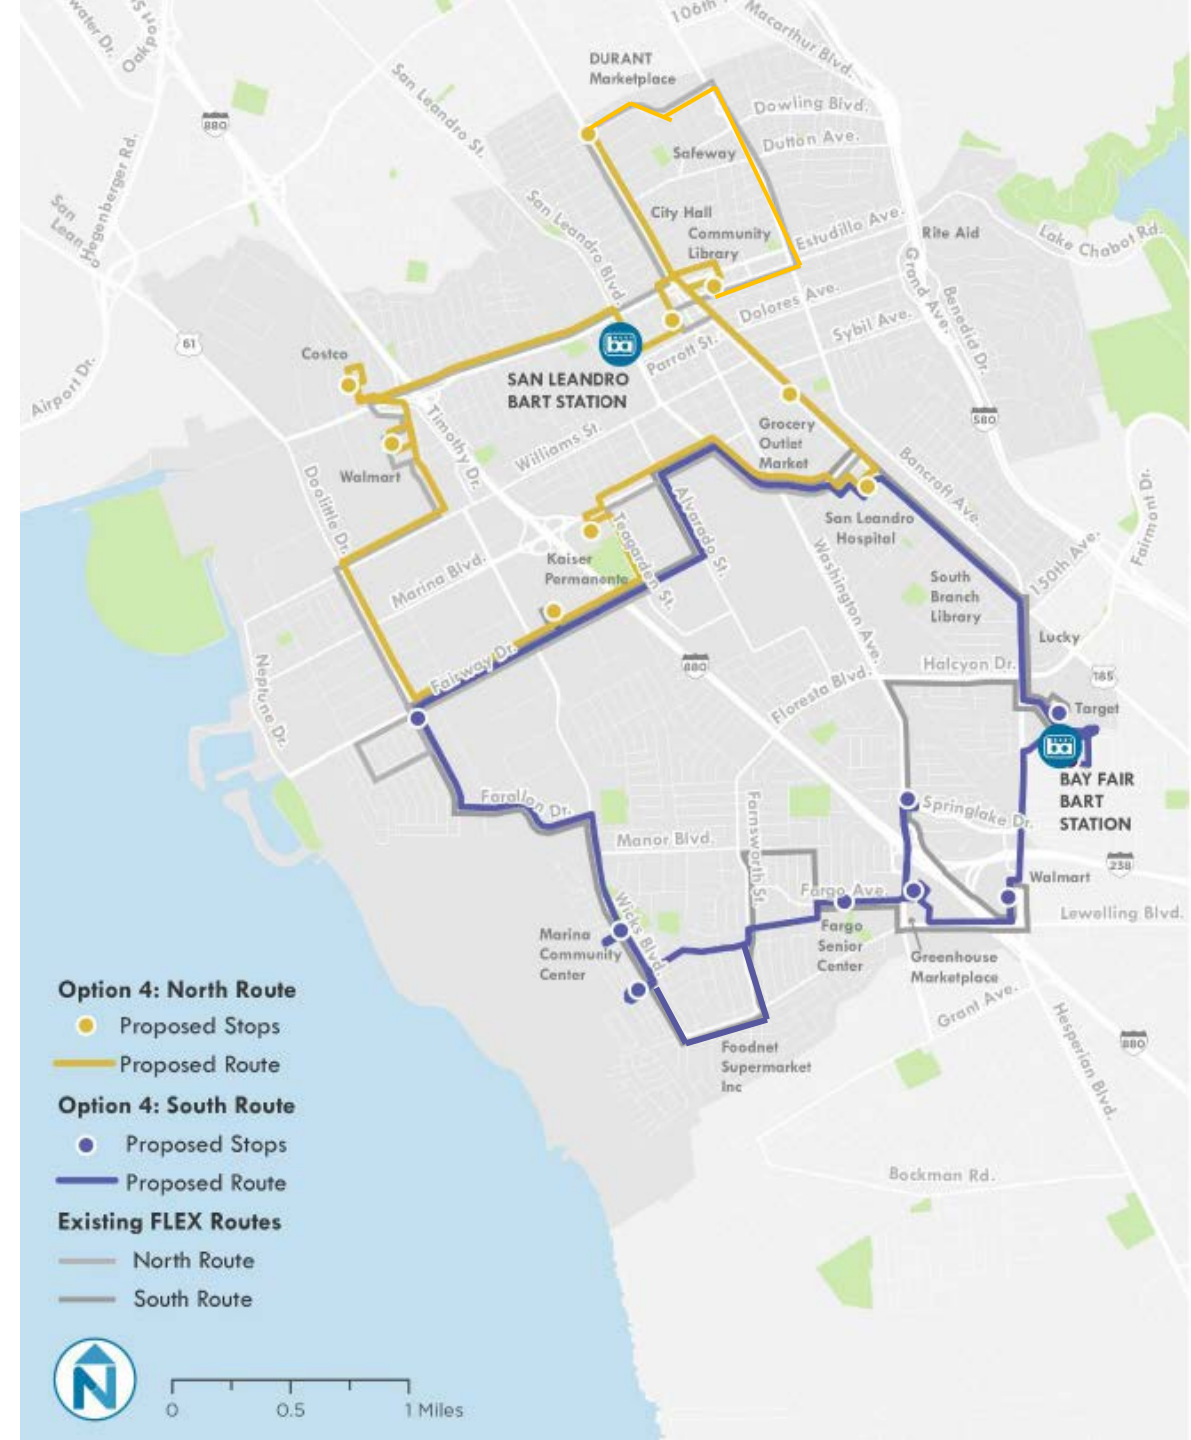 water Dr.
Oakpo
106th
Macarthur Blvd.
DURANT
Marketplace
San Leandro St.
880
Dowling Blvd.
Dutton Ave.
Safeway
Hegenberger Rd.
San
Lean
San Leandro Blvd.
City Hall
Community
Library
Estudillo Ave.
Rite Aid
Lake Chabot Rd.
Grand Ave.
Benedid Dr.
Dolores Ave.
Sybil Ave.
Parrott St.
61
Costco
Airport Dr.
ba
SAN LEANDRO
BART STATION
580
Timothy Dr.
Williams St.
Grocery
Outlet
Market
Bancroft Ave.
Walmart
Doolittle Dr.
Alvarado St.
San Leandro
Hospital
Fairmont Dr.
Teagarden St.
Kaiser
Permanente
Marina Blvd.
Washington Ave.
150th Ave.
South
Branch
Library
Lucky
Neptune Dr.
Fairway Dr.
880
Floresta Blvd.
Halcyon Dr.
185
Target
ba
BAY FAIR
BART
STATION
Farallon Dr.
Farnsworth St.
Springlake Dr.
Manor Blvd.
238
Walmart
Wicks Blvd.
Fargo Ave.
Lewelling Blvd.
Marina
Community
Center
Fargo
Senior
Center
Greenhouse
Marketplace
Grant Ave.
Hesperian Blvd.
880
Foodnet
Supermarket
Inc
Bockman Rd.
Option 4: North Route
Proposed Stops
Proposed Route
Option 4: South Route
Proposed Stops
Proposed Route
Existing FLEX Routes
North Route
South Route
N
0 0.5 1 Miles